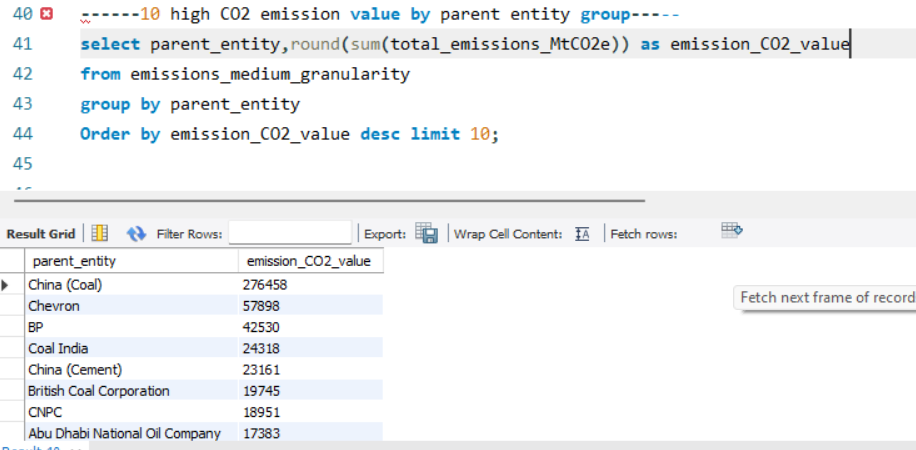 40 ------10 high CO2 emission value by parent entity group-----
41 select parent_entity,round(sum(total_emissions_MtCO2e)) as emission_CO2_value
42 from emissions_medium_granularity
43 group by parent_entity
44 Order by emission_CO2_value desc limit 10;
45
Result Grid Filter Rows: Export: Wrap Cell Content: Fetch rows:
parent_entity emission_CO2_value
China (Coal) 276458
Fetch next frame of record
Chevron 57898
BP 42530
Coal India 24318
China (Cement) 23161
British Coal Corporation 19745
CNPC 18951
Abu Dhabi National Oil Company 17383